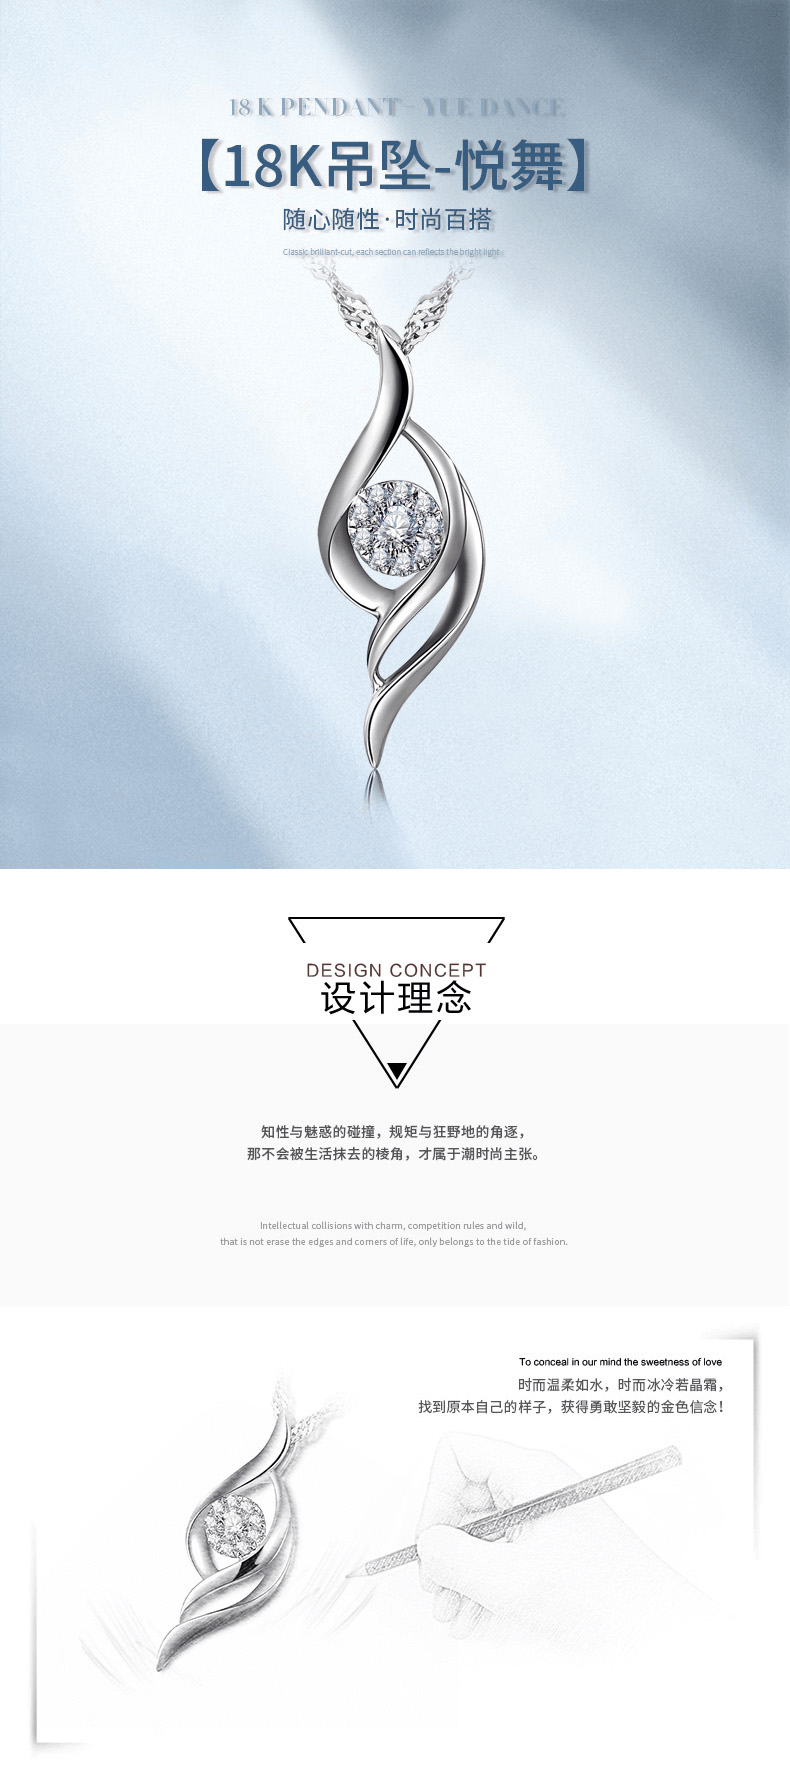 18 K PENDANT - YUE DANCE
【18K吊坠-悦舞】
随心随性·时尚百搭
Classic brilliant-cut, each section can reflects the bright light
DESIGN CONCEPT
设计理念
知性与魅惑的碰撞，规矩与狂野地的角逐，
那不会被生活抹去的棱角，才属于潮时尚主张。
Intellectual collisions with charm, competition rules and wild,
that is not erase the edges and corners of life, only belongs to the tide of fashion.
To conceal in our mind the sweetness of love
时而温柔如水，时而冰冷若晶霜，
找到原本自己的样子，获得勇敢坚毅的金色信念！